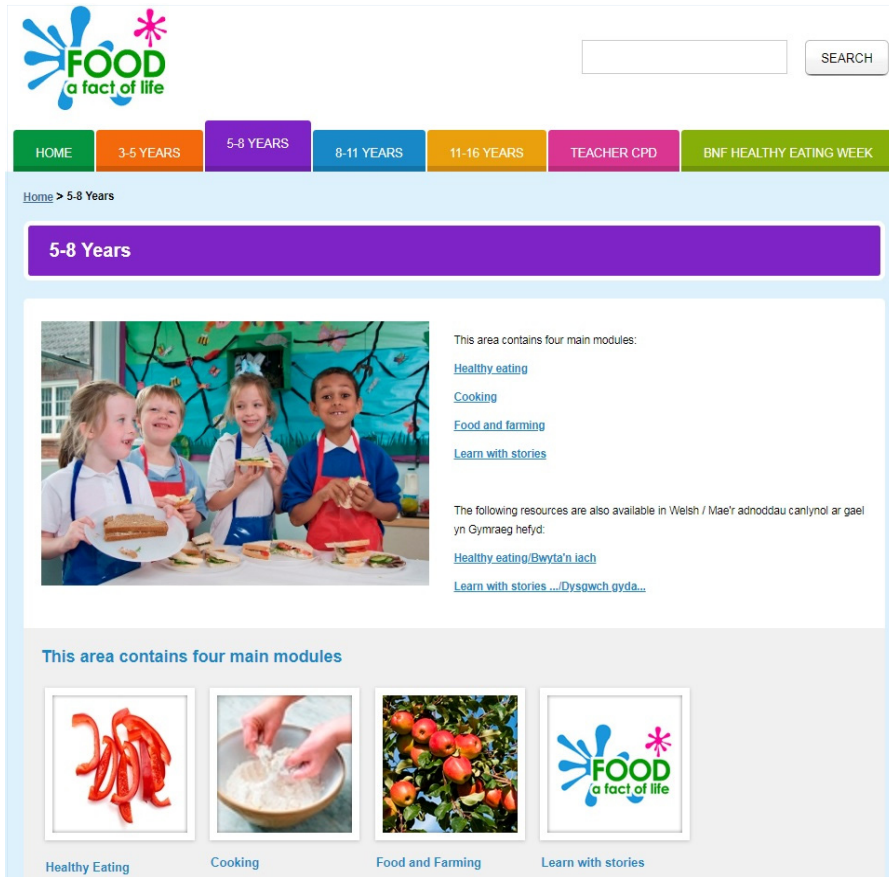 FOOD
a fact of life
SEARCH
HOME
3-5 YEARS
5-8 YEARS
8-11 YEARS
11-16 YEARS
TEACHER CPD
BNF HEALTHY EATING WEEK
Home > 5-8 Years
5-8 Years
This area contains four main modules:
Healthy eating
Cooking
Food and farming
Learn with stories
The following resources are also available in Welsh / Mae'r adnoddau canlynol ar gael
yn Gymraeg hefyd:
Healthy eating/Bwyta'n iach
Learn with stories .../Dysgwch gyda...
This area contains four main modules
FOOD
a fact of life
Healthy Eating
Cooking
Food and Farming
Learn with stories